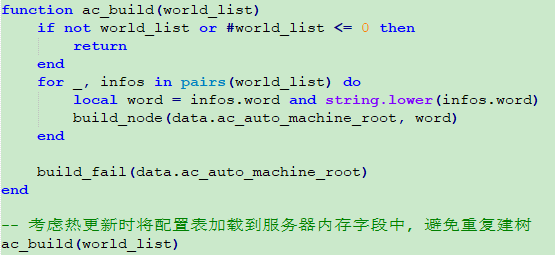 function ac_build(world_list)
    if not world_list or #world_list <= 0 then
        return
    end
    for _, infos in pairs(world_list) do
        local word = infos.word and string.lower(infos.word)
        build_node(data.ac_auto_machine_root, word)
    end

    build_fail(data.ac_auto_machine_root)
end

-- 考虑热更新时将配置表加载到服务器内存字段中, 避免重复建树
ac_build(world_list)